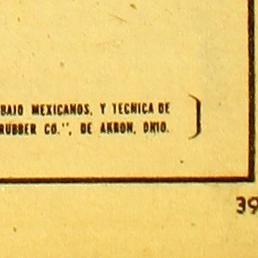 BAJO MEXICANOS, Y TECNICA DE
RUBBER CO.", DE AKRON, OHIO.
39